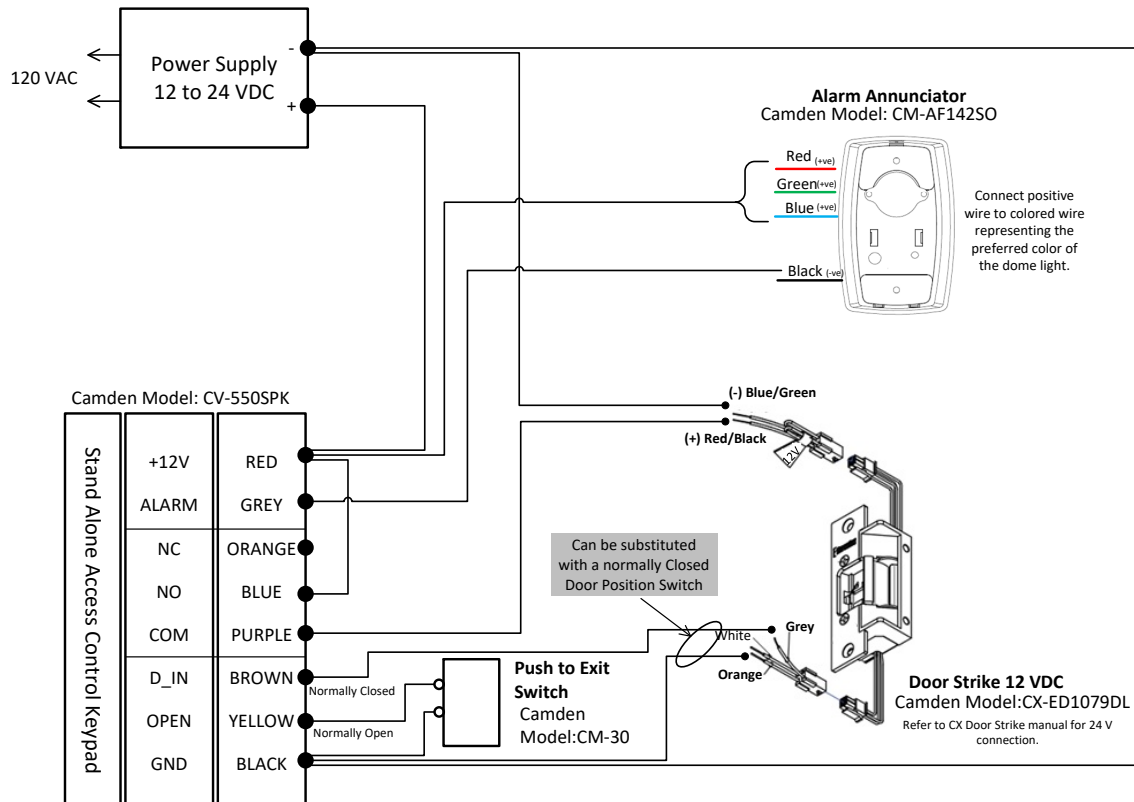 120 VAC
Power Supply
12 to 24 VDC
-
+
Alarm Annunciator
Camden Model: CM-AF142SO
Red (+ve)
Green(+ve)
Blue (+ve)
Black (-ve)
Connect positive
wire to colored wire
representing the
preferred color of
the dome light.
Camden Model: CV-550SPK
Stand Alone Access Control Keypad
+12V RED
ALARM GREY
NC ORANGE
NO BLUE
COM PURPLE
D_IN BROWN
OPEN YELLOW
GND BLACK
Normally Closed
Normally Open
Push to Exit
Switch
Camden
Model:CM-30
(-) Blue/Green
(+) Red/Black
12V
Can be substituted
with a normally Closed
Door Position Switch
White
Grey
Orange
Door Strike 12 VDC
Camden Model:CX-ED1079DL
Refer to CX Door Strike manual for 24 V
connection.